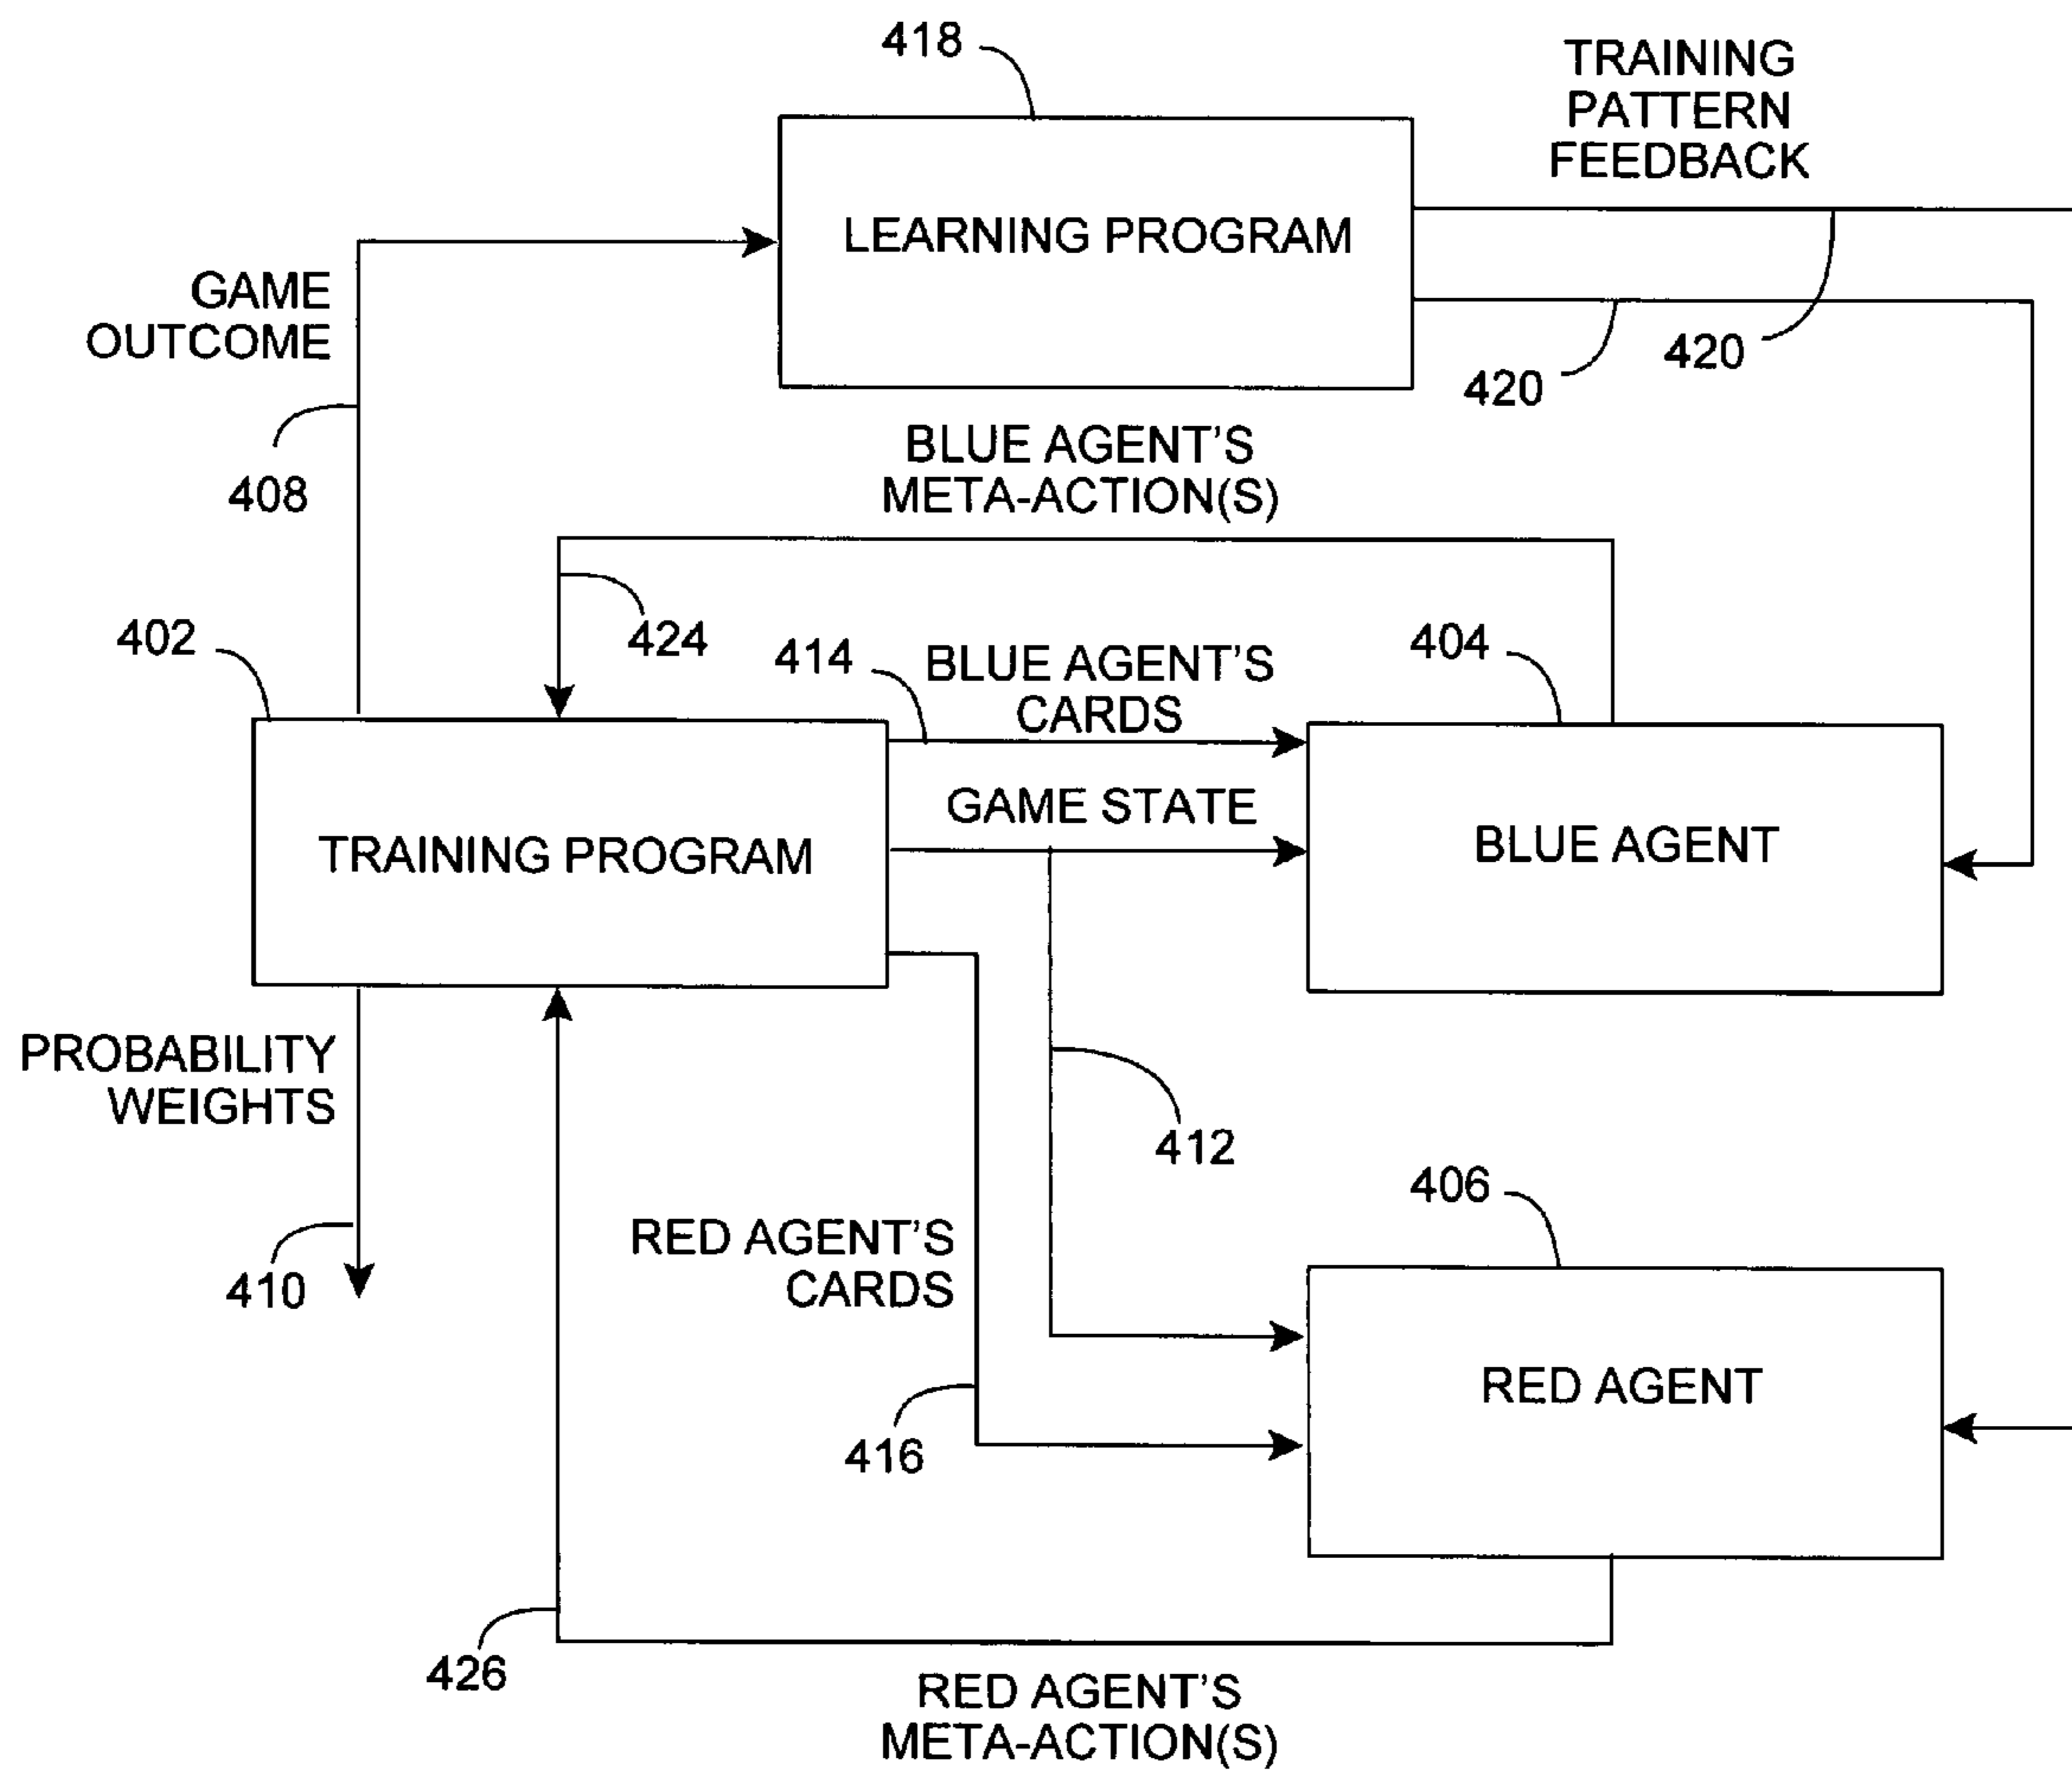 418
TRAINING
PATTERN
FEEDBACK
LEARNING PROGRAM
GAME
OUTCOME
420
420
408
BLUE AGENT'S
META-ACTION(S)
402
424
414
BLUE AGENT'S
CARDS
404
GAME STATE
TRAINING PROGRAM
BLUE AGENT
PROBABILITY
WEIGHTS
412
406
410
RED AGENT'S
CARDS
RED AGENT
416
426
RED AGENT'S
META-ACTION(S)